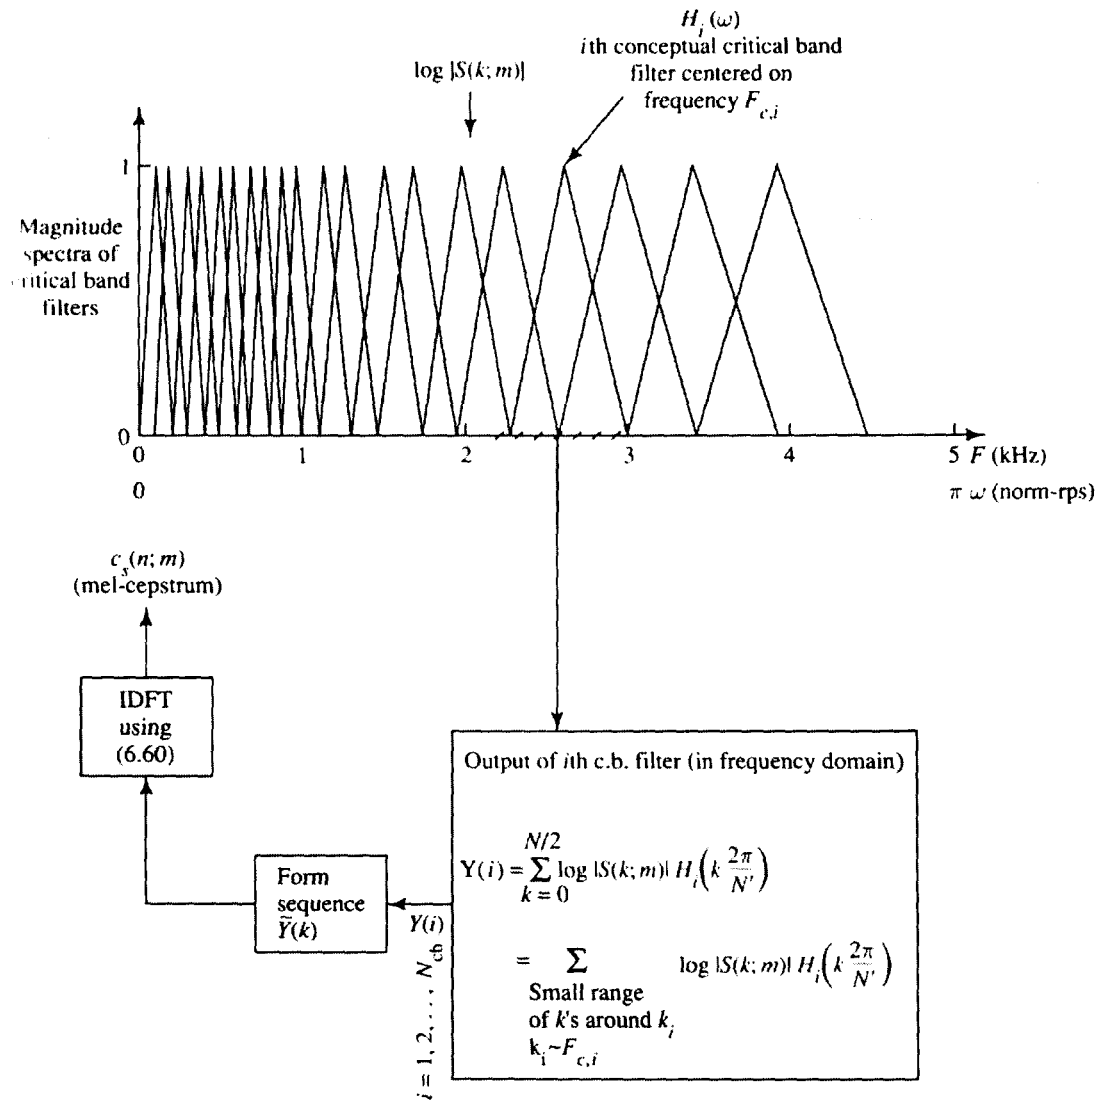 H_i(ω)
ith conceptual critical band
filter centered on
frequency F_c,i
log |S(k; m)|
1
Magnitude
spectra of
critical band
filters
0
0 1 2 3 4 5 F (kHz)
0 π ω (norm-rps)
c_s(n; m)
(mel-cepstrum)
IDFT
using
(6.60)
Output of ith c.b. filter (in frequency domain)
Y(i) = ∑_{k = 0}^{N/2} log |S(k; m)| H_i(k 2π/N')
= ∑ log |S(k; m)| H_i(k 2π/N')
Small range
of k's around k_i
k_i~F_c,i
Form
sequence
Ỹ(k)
Y(i)
i = 1, 2, . . . , N_cb